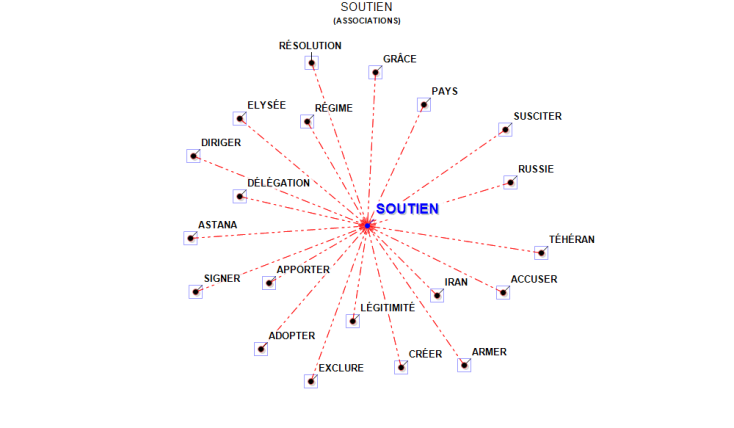 SOUTIEN
(ASSOCIATIONS)
RÉSOLUTION
GRÂCE
PAYS
ELYSÉE
RÉGIME
SUSCITER
DIRIGER
RUSSIE
DÉLÉGATION
SOUTIEN
ASTANA
TÉHÉRAN
APPORTER
SIGNER
IRAN
ACCUSER
LÉGITIMITÉ
ADOPTER
CRÉER
ARMER
EXCLURE